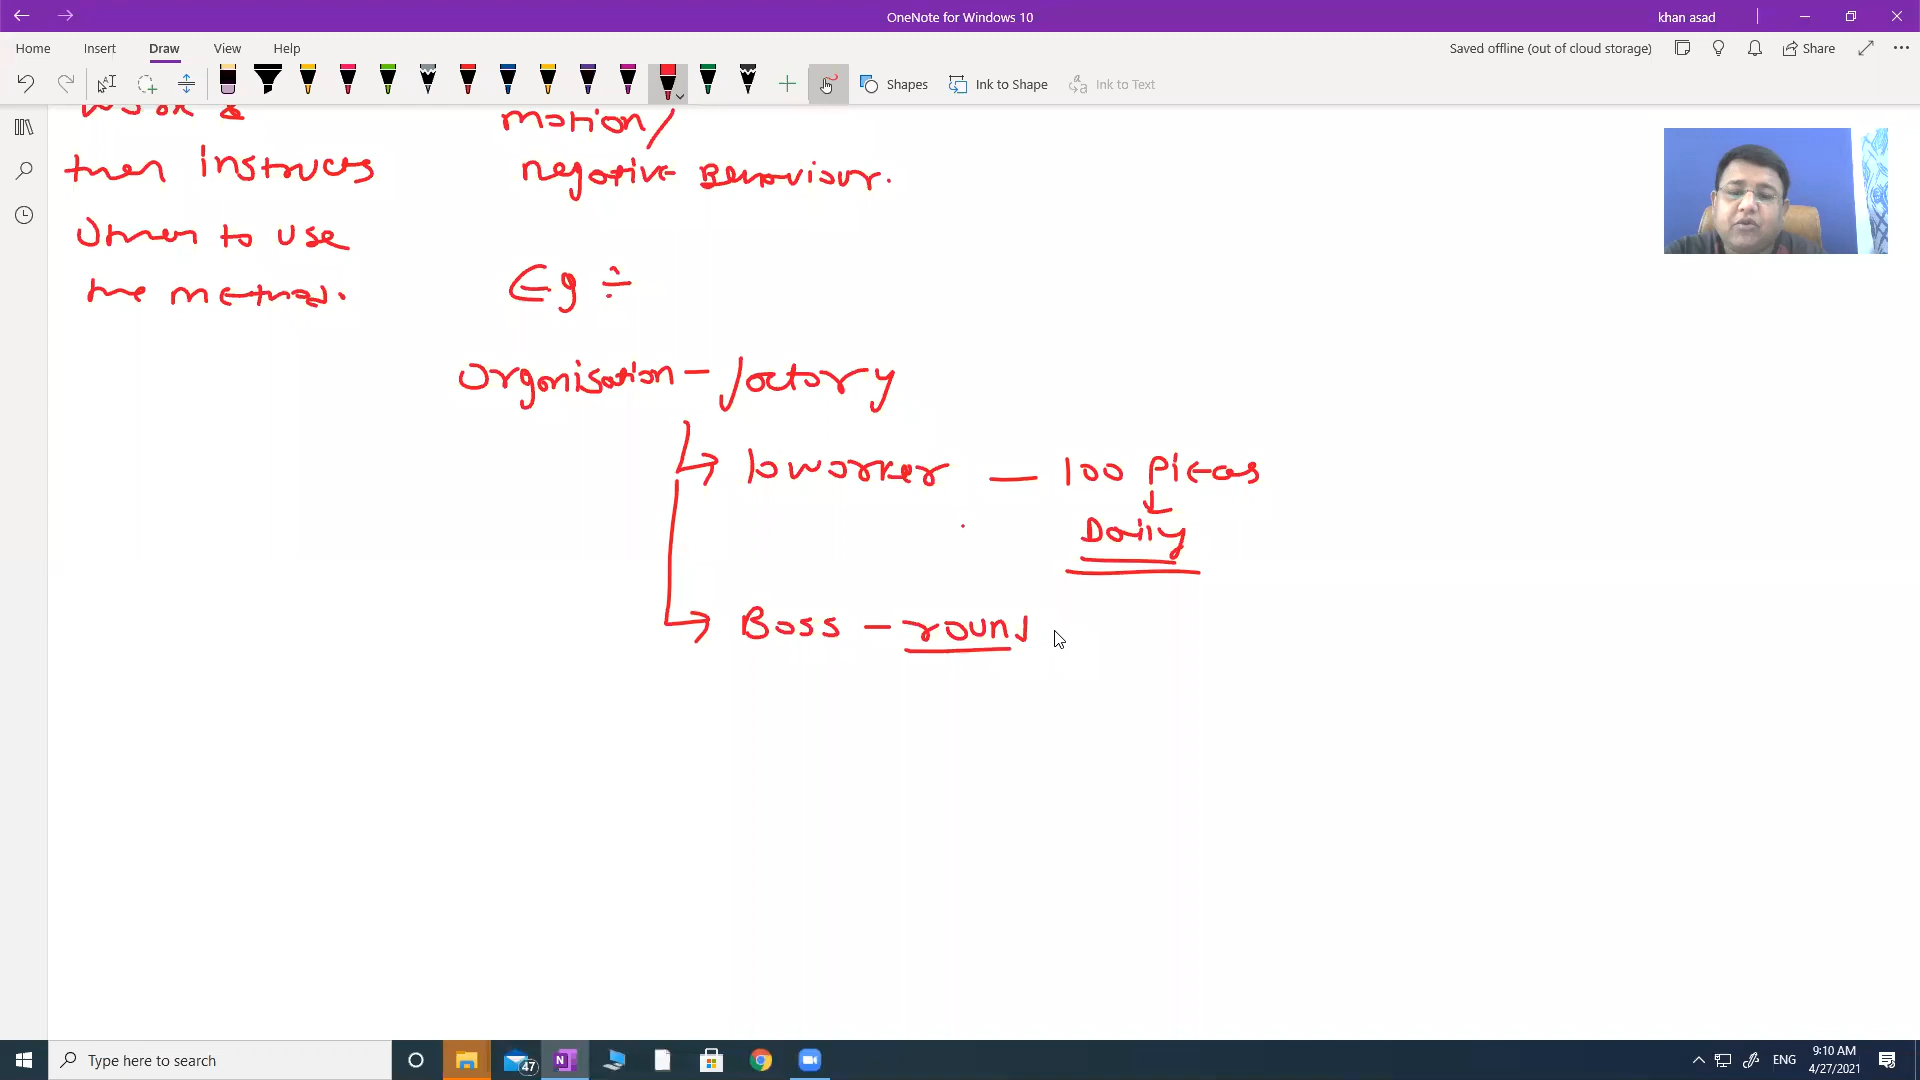 OneNote for Windows 10
khan asad
Home Insert Draw View Help
Saved offline (out of cloud storage)
Share
Shapes
Ink to Shape
Ink to Text
motion/
then instructs
negative Behaviour.
other to use
the method.
Eg ÷
Organisation - factory
10 worker — 100 Pieces
Daily
Boss - round
Type here to search
47
ENG
9:10 AM
4/27/2021